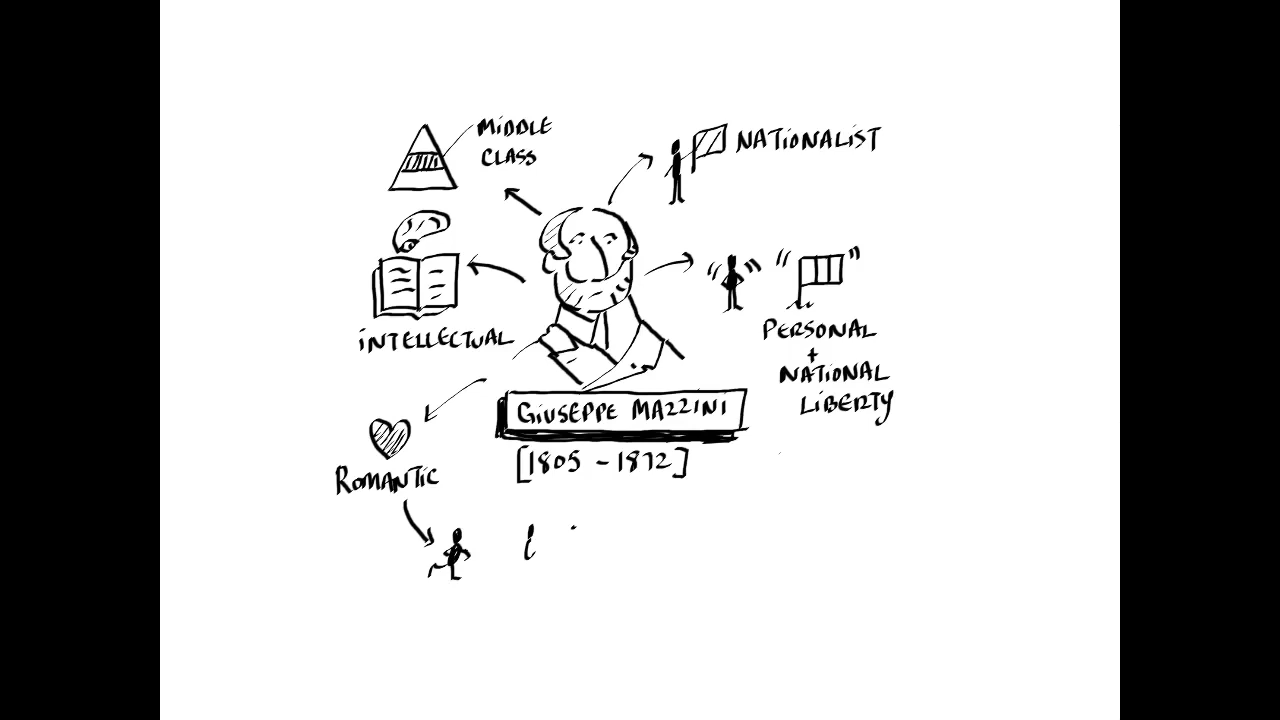 MIDDLE
CLASS
NATIONALIST
INTELLECTUAL
PERSONAL
+
NATIONAL
LIBERTY
GIUSEPPE MAZZINI
[1805 - 1872]
ROMANTIC